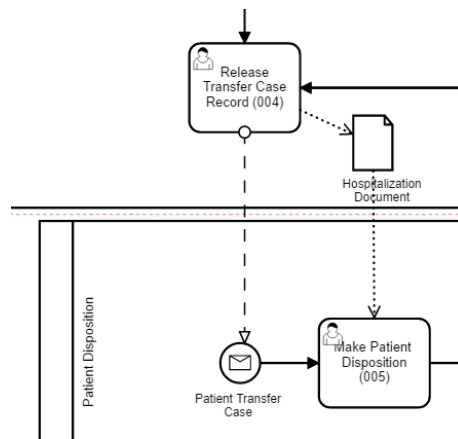 Release
Transfer Case
Record (004)
Hospitalization
Document
Patient Disposition
Make Patient
Disposition
(005)
Patient Transfer
Case